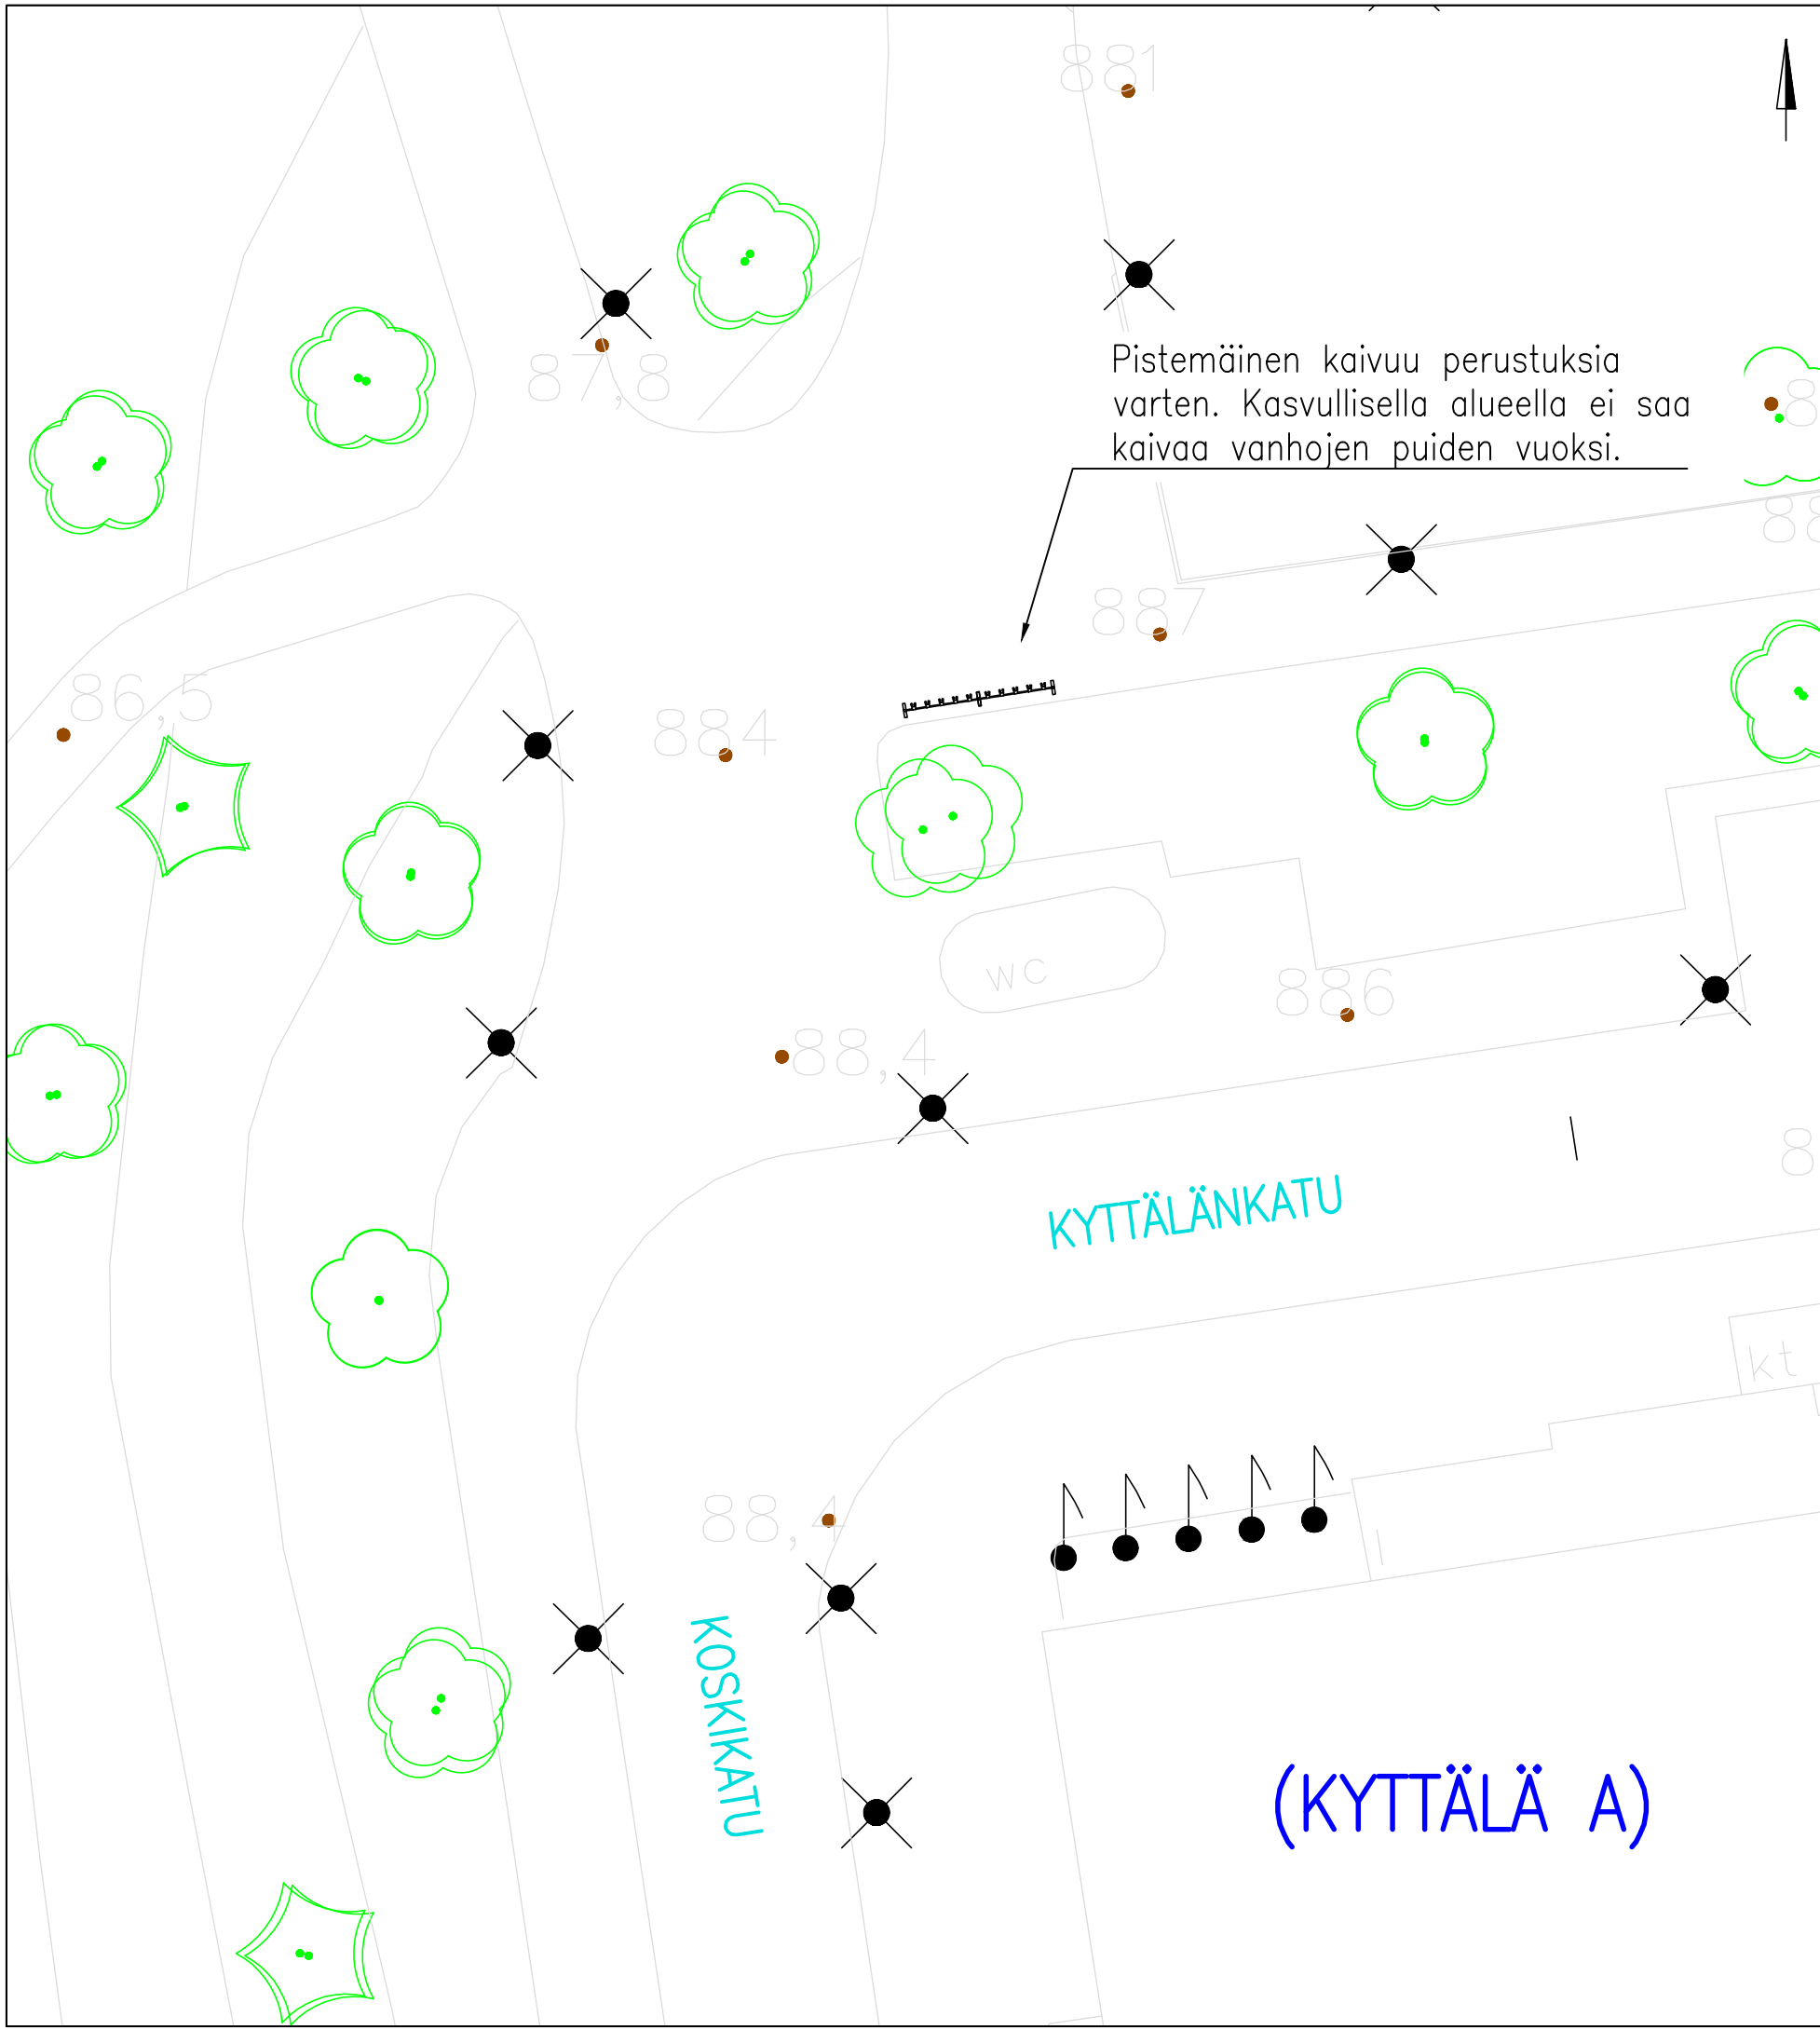 881
87,8
Pistemäinen kaivuu perustuksia
varten. Kasvullisella alueella ei saa
kaivaa vanhojen puiden vuoksi.
887
86,5
884
WC
886
88,4
KYTTÄLÄNKATU
kt
88,4
KOSKIKATU
(KYTTÄLÄ A)